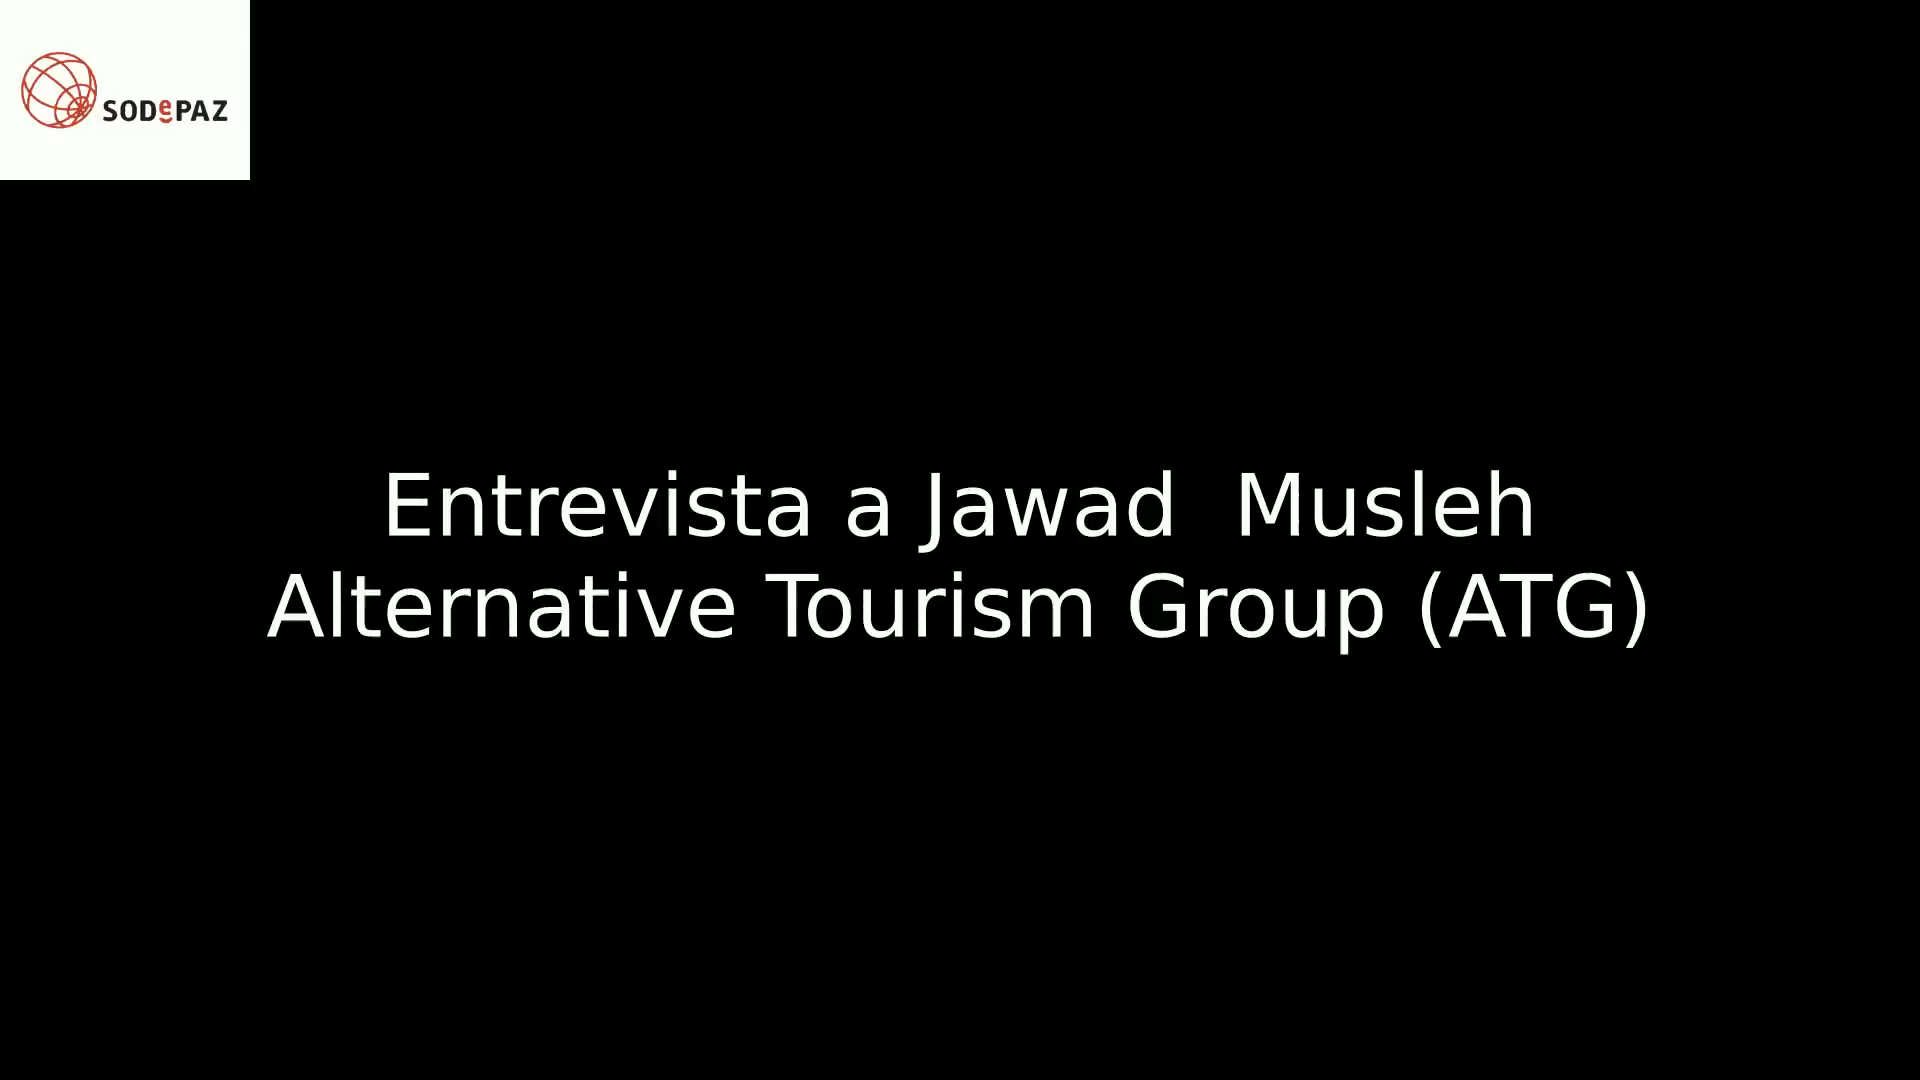 SODePAZ
Entrevista a Jawad  Musleh
Alternative Tourism Group (ATG)